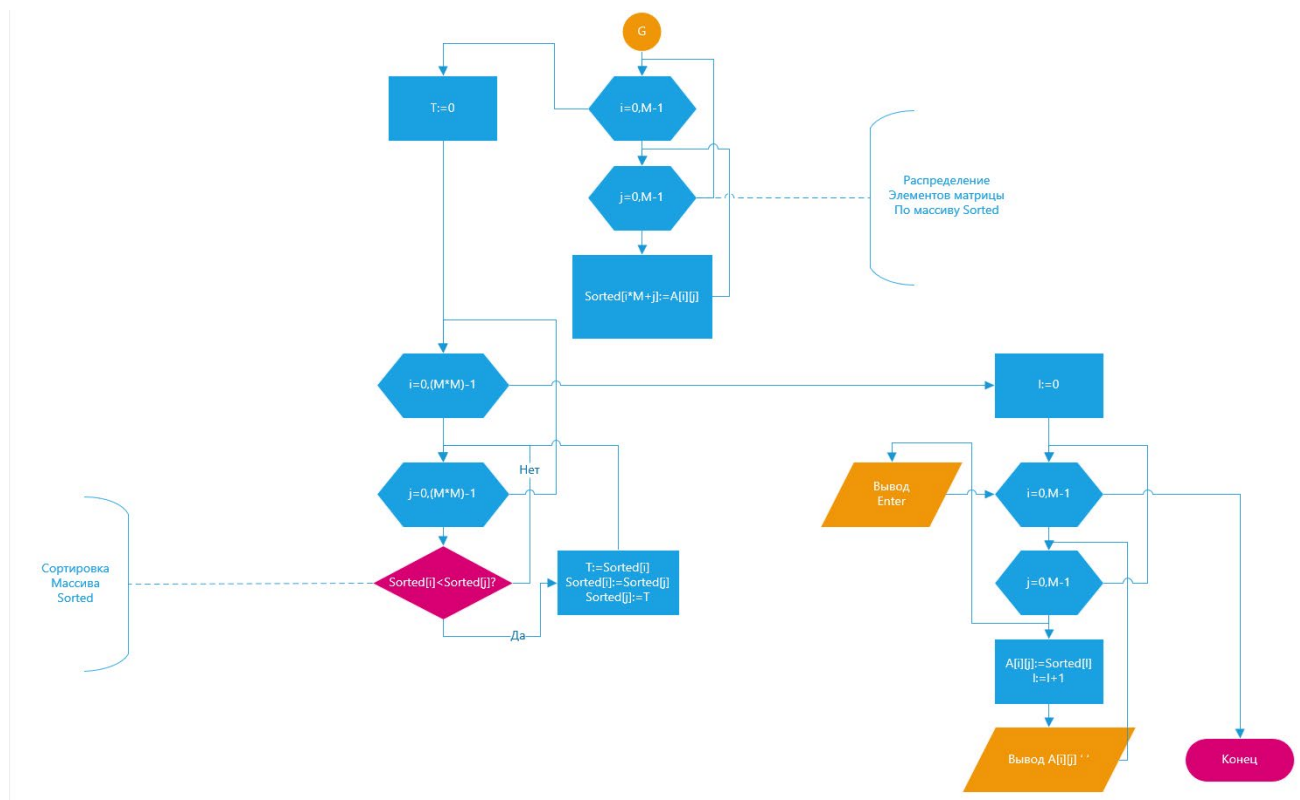 G
T:=0
i=0,M-1
j=0,M-1
Распределение
Элементов матрицы
По массиву Sorted
Sorted[i*M+j]:=A[i][j]
i=0,(M*M)-1
I:=0
Нет
j=0,(M*M)-1
Вывод
Enter
i=0,M-1
Сортировка
Массива
Sorted
Sorted[i]<Sorted[j]?
T:=Sorted[i]
Sorted[i]:=Sorted[j]
Sorted[j]:=T
j=0,M-1
Да
A[i][j]:=Sorted[I]
I:=I+1
Вывод A[i][j] ‘ ‘
Конец